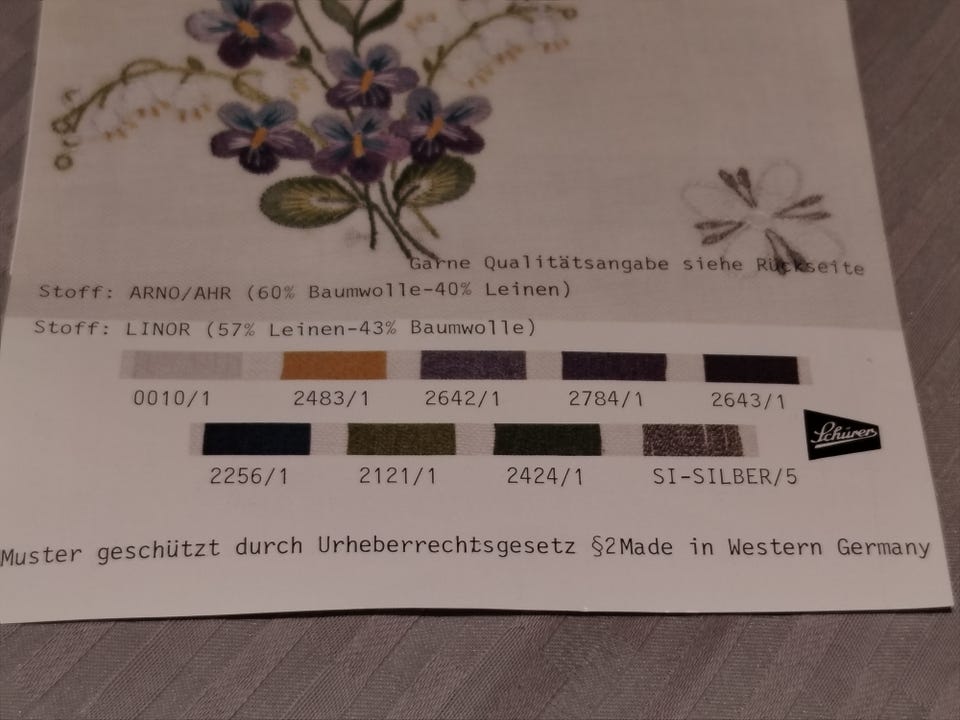 Garne Qualitätsangabe siehe Rückseite
Stoff: ARNO/AHR (60% Baumwolle-40% Leinen)
Stoff: LINOR (57% Leinen-43% Baumwolle)
0010/1 2483/1 2642/1 2784/1 2643/1
Schürer
2256/1 2121/1 2424/1 SI-SILBER/5
Muster geschützt durch Urheberrechtsgesetz §2Made in Western Germany